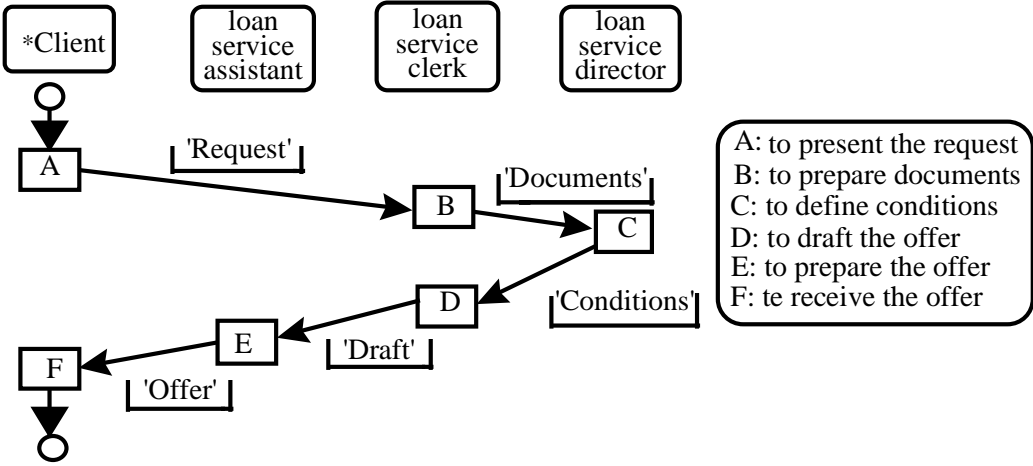 *Client
loan
service
assistant
loan
service
clerk
loan
service
director
A
'Request'
B
'Documents'
C
D
'Conditions'
E
'Draft'
F
'Offer'
A: to present the request
B: to prepare documents
C: to define conditions
D: to draft the offer
E: to prepare the offer
F: te receive the offer